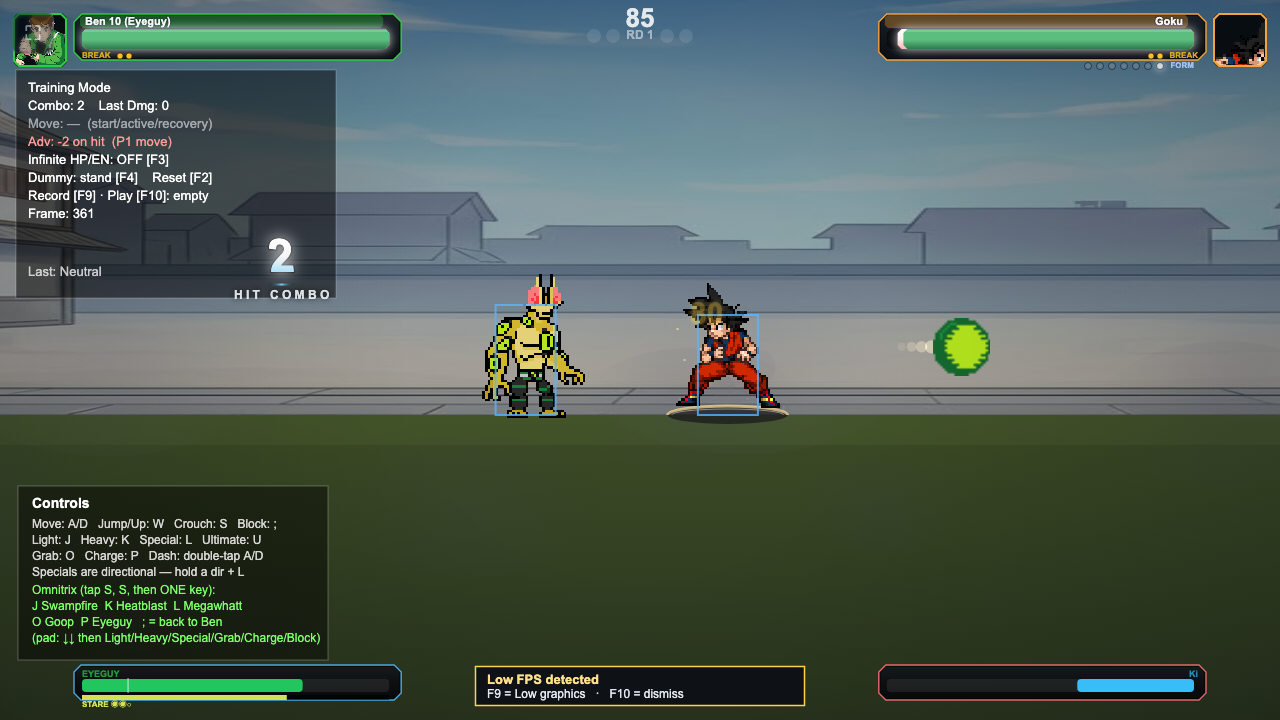 Ben 10 (Eyeguy)
BREAK
85
RD 1
Goku
BREAK
FORM
Training Mode
Combo: 2 Last Dmg: 0
Move: — (start/active/recovery)
Adv: -2 on hit (P1 move)
Infinite HP/EN: OFF [F3]
Dummy: stand [F4] Reset [F2]
Record [F9] · Play [F10]: empty
Frame: 361
Last: Neutral
2
HIT COMBO
Controls
Move: A/D Jump/Up: W Crouch: S Block: ;
Light: J Heavy: K Special: L Ultimate: U
Grab: O Charge: P Dash: double-tap A/D
Specials are directional — hold a dir + L
Omnitrix (tap S, S, then ONE key):
J Swampfire K Heatblast L Megawhatt
O Goop P Eyeguy ; = back to Ben
(pad: ↓↓ then Light/Heavy/Special/Grab/Charge/Block)
EYEGUY
STARE
Low FPS detected
F9 = Low graphics · F10 = dismiss
Ki